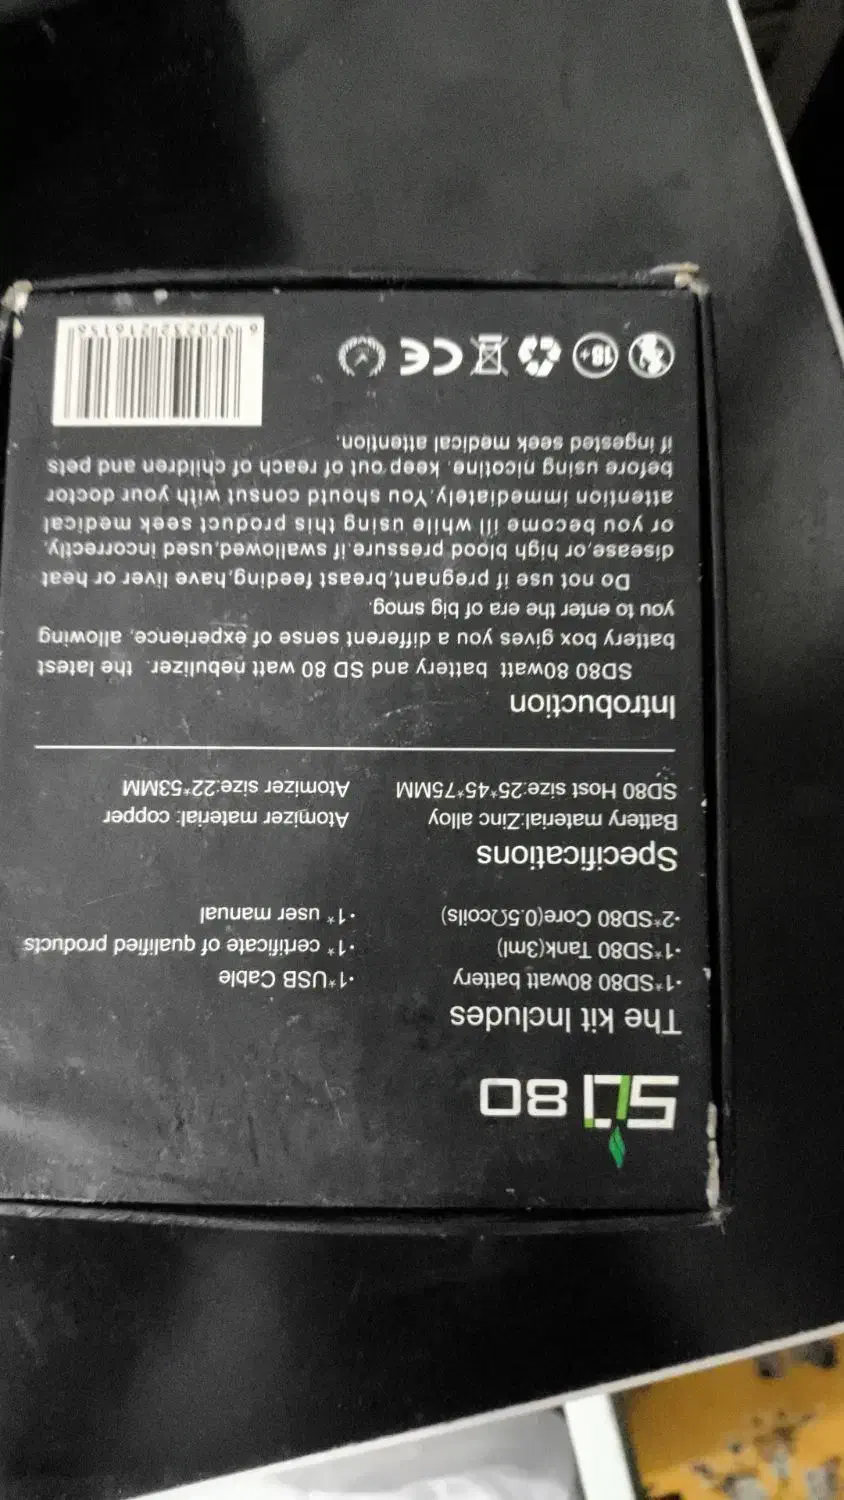 SD80
The kit Includes
·1*SD80 80watt battery
·1*SD80 Tank(3ml)
·2*SD80 Core(0.5Ωcoils)
·1*USB Cable
·1* certificate of qualified products
·1* user manual
Specifications
Battery material:Zinc alloy
SD80 Host size:25*45*75MM
Atomizer material: copper
Atomizer size:22*53MM
Introbuction
SD80 80watt battery and SD 80 watt nebulizer. the latest
battery box gives you a different sense of experience, allowing
you to enter the era of big smog.
Do not use if pregnant,breast feeding,have liver or heat
disease,or high blood pressure.if swallowed,used incorrectly,
or you become ill while using this product seek medical
attention immediately.You should consut with your doctor
before using nicotine. keep out of reach of children and pets
if ingested seek medical attention.
18+
CE
6970232216156